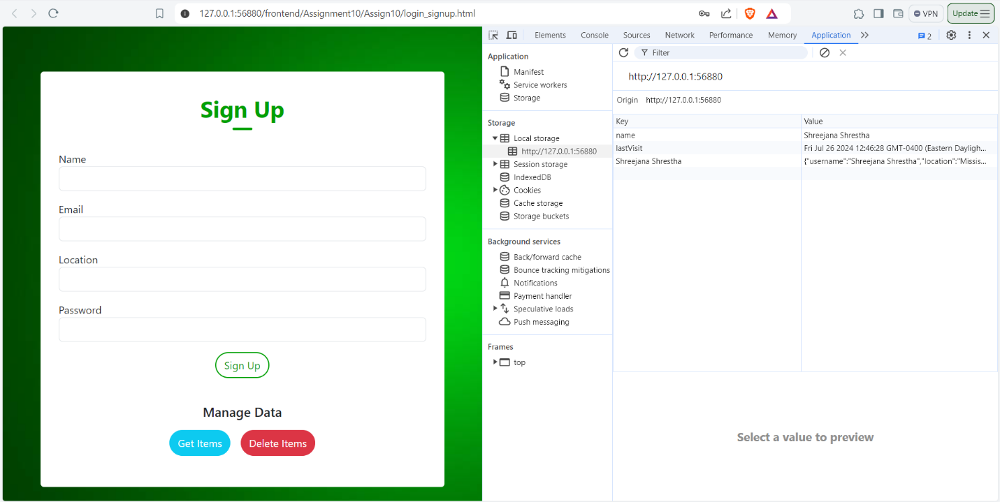 127.0.0.1:56880/frontend/Assignment10/Assign10/login_signup.html
VPN
Update
Sign Up
Name
Email
Location
Password
Sign Up
Manage Data
Get Items
Delete Items
Elements
Console
Sources
Network
Performance
Memory
Application
2
Application
Manifest
Service workers
Storage
Storage
Local storage
http://127.0.0.1:56880
Session storage
IndexedDB
Cookies
Cache storage
Storage buckets
Background services
Back/forward cache
Bounce tracking mitigations
Notifications
Payment handler
Speculative loads
Push messaging
Frames
top
Filter
http://127.0.0.1:56880
Origin http://127.0.0.1:56880
Key Value
name Shreejana Shrestha
lastVisit Fri Jul 26 2024 12:46:28 GMT-0400 (Eastern Dayligh...
Shreejana Shrestha {"username":"Shreejana Shrestha","location":"Missis...
Select a value to preview